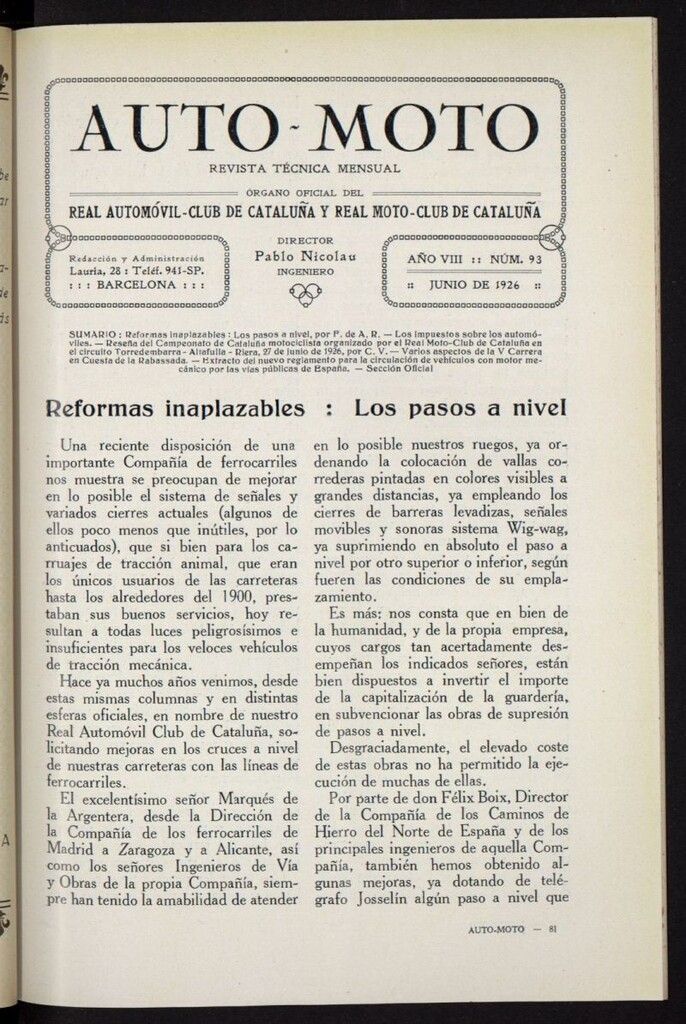 AUTO-MOTO
REVISTA TÉCNICA MENSUAL
ÓRGANO OFICIAL DEL
REAL AUTOMÓVIL-CLUB DE CATALUÑA Y REAL MOTO-CLUB DE CATALUÑA
Redacción y Administración
Lauria, 28 : Teléf. 941-SP.
: : : BARCELONA : : :
DIRECTOR
Pablo Nicolau
INGENIERO
AÑO VIII :: NÚM. 93
:: JUNIO DE 1926 ::
SUMARIO : Reformas inaplazables : Los pasos a nivel, por F. de A. R. — Los impuestos sobre los automó-
viles. — Reseña del Campeonato de Cataluña motociclista organizado por el Real Moto-Club de Cataluña en
el circuito Torredembarra - Altafulla - Riera, 27 de junio de 1926, por C. V. — Varios aspectos de la V Carrera
en Cuesta de la Rabassada. — Extracto del nuevo reglamento para la circulación de vehículos con motor me-
cánico por las vías públicas de España. — Sección Oficial
Reformas inaplazables : Los pasos a nivel
Una reciente disposición de una
importante Compañía de ferrocarriles
nos muestra se preocupan de mejorar
en lo posible el sistema de señales y
variados cierres actuales (algunos de
ellos poco menos que inútiles, por lo
anticuados), que si bien para los ca-
rruajes de tracción animal, que eran
los únicos usuarios de las carreteras
hasta los alrededores del 1900, pres-
taban sus buenos servicios, hoy re-
sultan a todas luces peligrosísimos e
insuficientes para los veloces vehículos
de tracción mecánica.
Hace ya muchos años venimos, desde
estas mismas columnas y en distintas
esferas oficiales, en nombre de nuestro
Real Automóvil Club de Cataluña, so-
licitando mejoras en los cruces a nivel
de nuestras carreteras con las líneas de
ferrocarriles.
El excelentísimo señor Marqués de
la Argentera, desde la Dirección de
la Compañía de los ferrocarriles de
Madrid a Zaragoza y a Alicante, así
como los señores Ingenieros de Vía
y Obras de la propia Compañía, siem-
pre han tenido la amabilidad de atender
en lo posible nuestros ruegos, ya or-
denando la colocación de vallas co-
rrederas pintadas en colores visibles a
grandes distancias, ya empleando los
cierres de barreras levadizas, señales
movibles y sonoras sistema Wig-wag,
ya suprimiendo en absoluto el paso a
nivel por otro superior o inferior, según
fueren las condiciones de su empla-
zamiento.
Es más: nos consta que en bien de
la humanidad, y de la propia empresa,
cuyos cargos tan acertadamente des-
empeñan los indicados señores, están
bien dispuestos a invertir el importe
de la capitalización de la guardería,
en subvencionar las obras de supresión
de pasos a nivel.
Desgraciadamente, el elevado coste
de estas obras no ha permitido la eje-
cución de muchas de ellas.
Por parte de don Félix Boix, Director
de la Compañía de los Caminos de
Hierro del Norte de España y de los
principales ingenieros de aquella Com-
pañía, también hemos obtenido al-
gunas mejoras, ya dotando de telé-
grafo Josselín algún paso a nivel que
AUTO-MOTO — 81